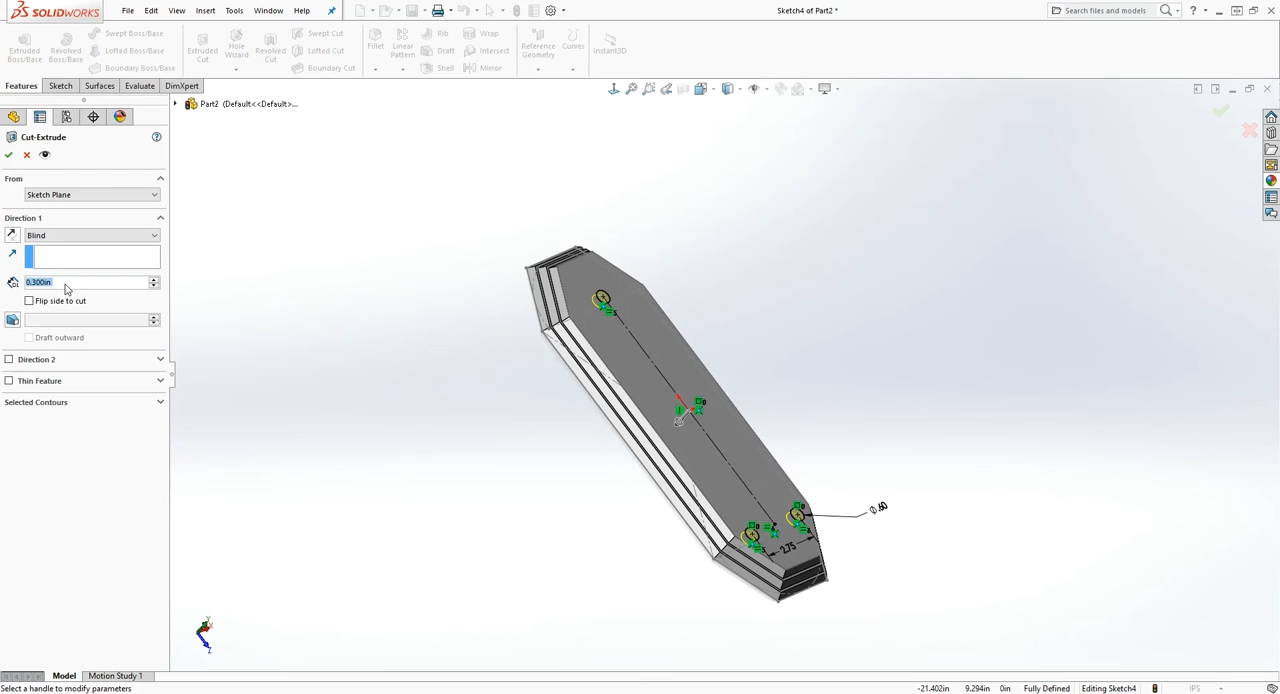 SOLIDWORKS File Edit View Insert Tools Window Help Sketch4 of Part2 * Search files and models
Extruded Boss/Base Revolved Boss/Base Swept Boss/Base Lofted Boss/Base Boundary Boss/Base Extruded Cut Hole Wizard Revolved Cut Swept Cut Lofted Cut Boundary Cut Fillet Linear Pattern Rib Draft Shell Wrap Intersect Mirror Reference Geometry Curves Instant3D
Features Sketch Surfaces Evaluate DimXpert
Part2 (Default<<Default>...
Cut-Extrude
From
Sketch Plane
Direction 1
Blind
0.300in
Flip side to cut
Draft outward
Direction 2
Thin Feature
Selected Contours
Ø.60
2.75
Y
X
Z
Model Motion Study 1
Select a handle to modify parameters -21.402in 9.294in 0in Fully Defined Editing Sketch4 IPS